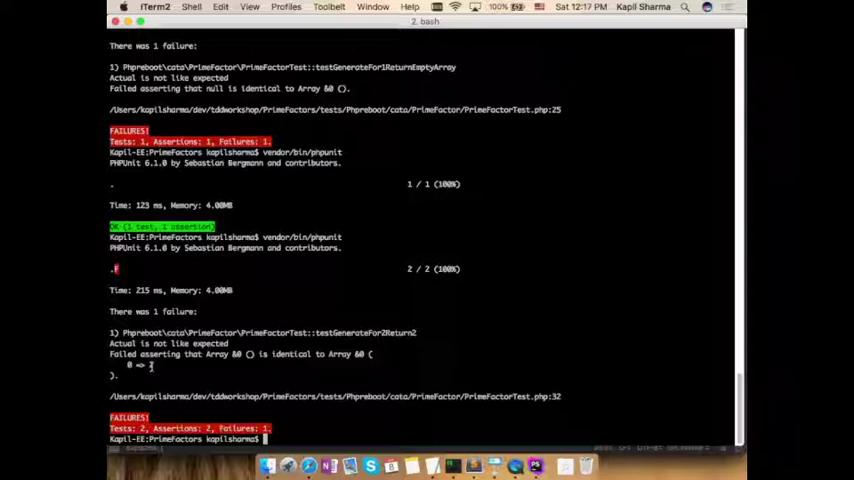 iTerm2 Shell Edit View Profiles Toolbelt Window Help 100% Sat 12:17 PM Kapil Sharma
2. bash
There was 1 failure:
1) Phpreboot\cata\PrimeFactor\PrimeFactorTest::testGenerateFor1ReturnEmptyArray
Actual is not like expected
Failed asserting that null is identical to Array &0 ().
/Users/kapilsharma/dev/tddworkshop/PrimeFactors/tests/Phpreboot/cata/PrimeFactor/PrimeFactorTest.php:25
FAILURES!
Tests: 1, Assertions: 1, Failures: 1.
Kapil-EE:PrimeFactors kapilsharma$ vendor/bin/phpunit
PHPUnit 6.1.0 by Sebastian Bergmann and contributors.
. 1 / 1 (100%)
Time: 123 ms, Memory: 4.00MB
OK (1 test, 1 assertion)
Kapil-EE:PrimeFactors kapilsharma$ vendor/bin/phpunit
PHPUnit 6.1.0 by Sebastian Bergmann and contributors.
.F 2 / 2 (100%)
Time: 215 ms, Memory: 4.00MB
There was 1 failure:
1) Phpreboot\cata\PrimeFactor\PrimeFactorTest::testGenerateFor2Return2
Actual is not like expected
Failed asserting that Array &0 () is identical to Array &0 (
0 => 2
).
/Users/kapilsharma/dev/tddworkshop/PrimeFactors/tests/Phpreboot/cata/PrimeFactor/PrimeFactorTest.php:32
FAILURES!
Tests: 2, Assertions: 2, Failures: 1.
Kapil-EE:PrimeFactors kapilsharma$